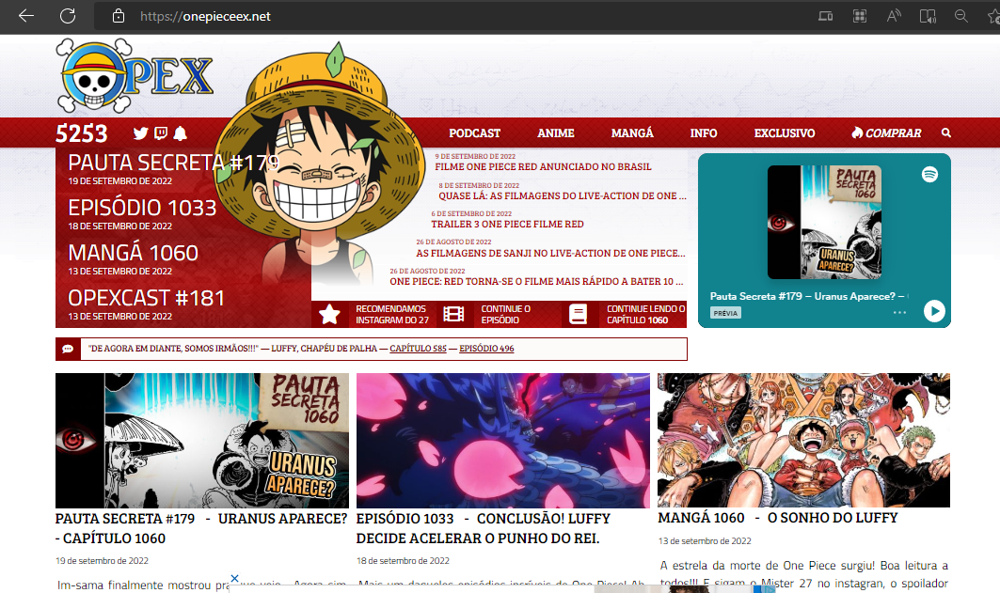 https://onepieceex.net
OPEX
5253
PODCAST
ANIME
MANGÁ
INFO
EXCLUSIVO
COMPRAR
PAUTA SECRETA #179
19 DE SETEMBRO DE 2022
EPISÓDIO 1033
18 DE SETEMBRO DE 2022
MANGÁ 1060
13 DE SETEMBRO DE 2022
OPEXCAST #181
13 DE SETEMBRO DE 2022
9 DE SETEMBRO DE 2022
FILME ONE PIECE RED ANUNCIADO NO BRASIL
8 DE SETEMBRO DE 2022
QUASE LÁ: AS FILMAGENS DO LIVE-ACTION DE ONE ...
6 DE SETEMBRO DE 2022
TRAILER 3 ONE PIECE FILME RED
26 DE AGOSTO DE 2022
AS FILMAGENS DE SANJI NO LIVE-ACTION DE ONE PIECE...
26 DE AGOSTO DE 2022
ONE PIECE: RED TORNA-SE O FILME MAIS RÁPIDO A BATER 10 ...
RECOMENDAMOS
INSTAGRAM DO 27
CONTINUE O
EPISÓDIO
CONTINUE LENDO O
CAPÍTULO 1060
PAUTA
SECRETA
1060
URANUS
APARECE?
Pauta Secreta #179 – Uranus Aparece? –
PRÉVIA
"DE AGORA EM DIANTE, SOMOS IRMÃOS!!!" — LUFFY, CHAPÉU DE PALHA — CAPÍTULO 585 — EPISÓDIO 496
PAUTA
SECRETA
1060
URANUS
APARECE?
PAUTA SECRETA #179 - URANUS APARECE?
- CAPÍTULO 1060
19 de setembro de 2022
Im-sama finalmente mostrou
EPISÓDIO 1033 - CONCLUSÃO! LUFFY
DECIDE ACELERAR O PUNHO DO REI.
18 de setembro de 2022
Mais um daqueles episódios incríveis de One Piece! Ah
MANGÁ 1060 - O SONHO DO LUFFY
13 de setembro de 2022
A estrela da morte de One Piece surgiu! Boa leitura a
todos!!! E sigam o Mister 27 no instagran, o spoilador